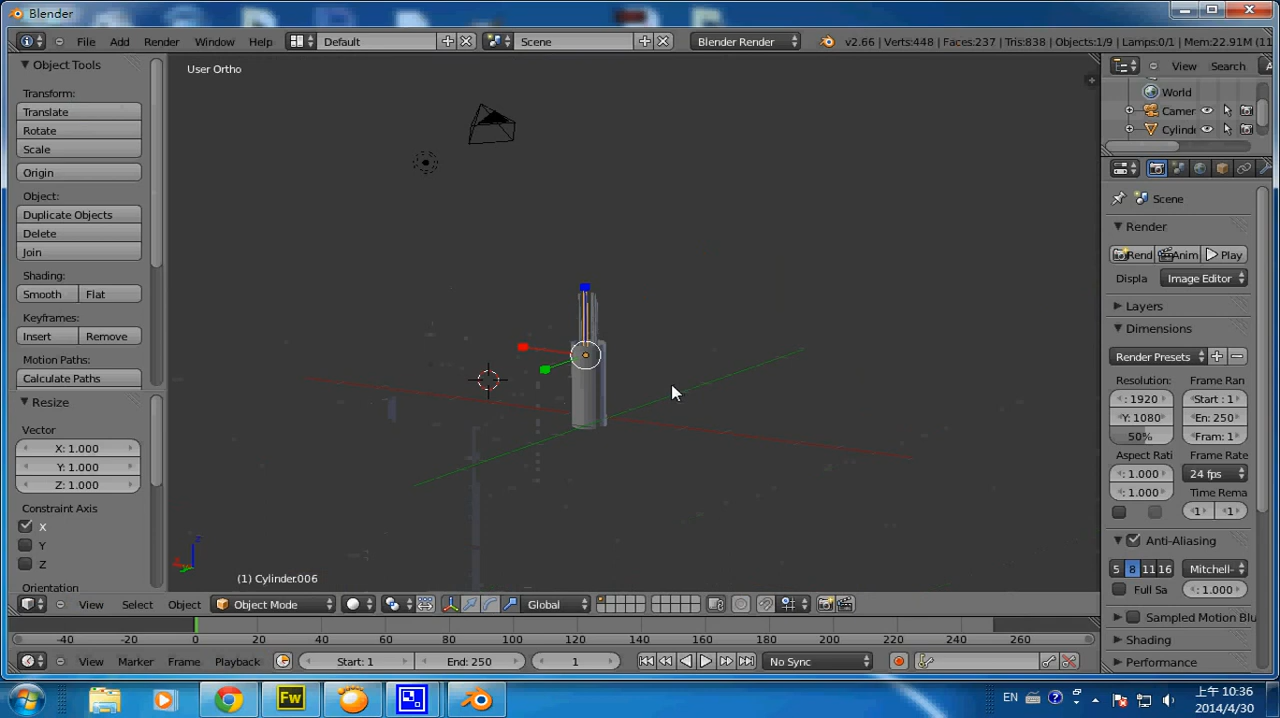 Blender
File Add Render Window Help Default Scene Blender Render v2.66 | Verts:448 | Faces:237 | Tris:838 | Objects:1/9 | Lamps:0/1 | Mem:22.91M (11
Object Tools
Transform:
Translate
Rotate
Scale
Origin
Object:
Duplicate Objects
Delete
Join
Shading:
Smooth Flat
Keyframes:
Insert Remove
Motion Paths:
Calculate Paths
Resize
Vector
X: 1.000
Y: 1.000
Z: 1.000
Constraint Axis
X
Y
Z
Orientation
User Ortho
(1) Cylinder.006
View Select Object Object Mode Global
-40 -20 0 20 40 60 80 100 120 140 160 180 200 220 240 260
View Marker Frame Playback Start: 1 End: 250 1 No Sync
View Search
World
Camer
Cylind
Scene
Render
Rend Anim Play
Displa Image Editor
Layers
Dimensions
Render Presets
Resolution: Frame Ran
: 1920 Start : 1
Y: 1080 En: 250
50% Fram: 1
Aspect Rati Frame Rate
: 1.000 24 fps
: 1.000 Time Rema
1 1
Anti-Aliasing
5 8 11 16 Mitchell-
Full Sa : 1.000
Sampled Motion Blu
Shading
Performance
Fw
EN
上午 10:36
2014/4/30